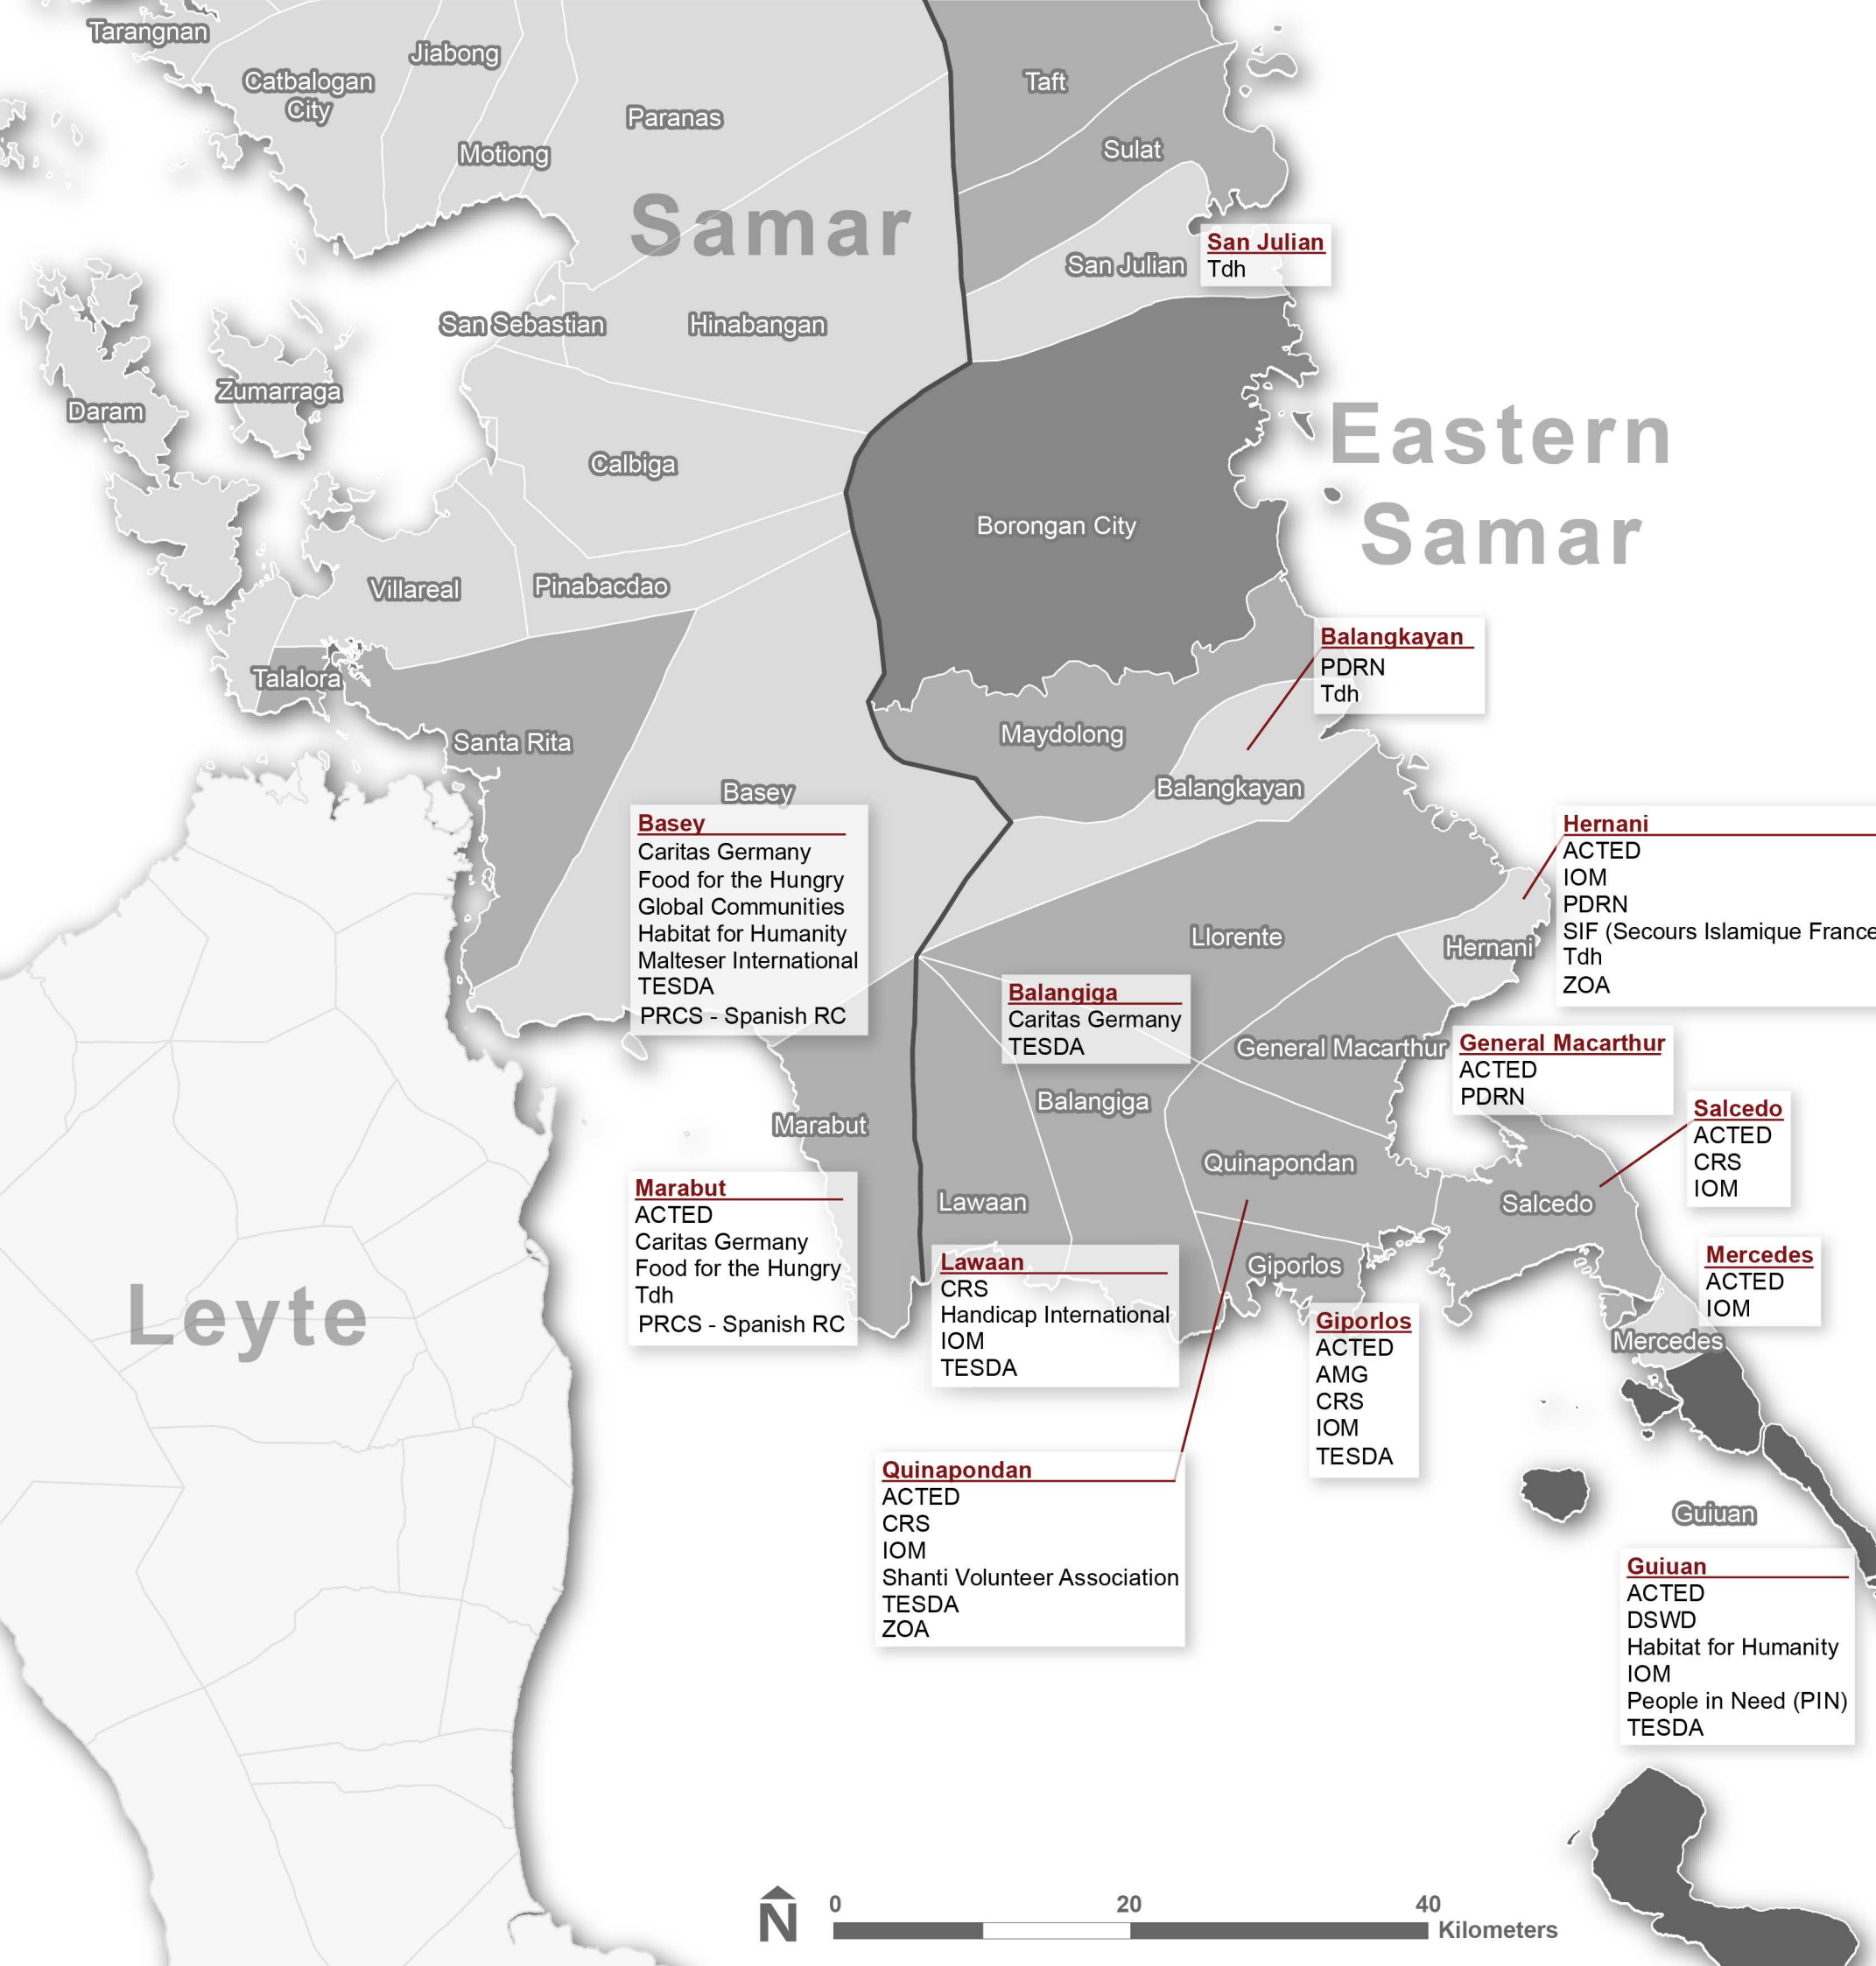 Tarangnan
Jiabong
Catbalogan
City
Motiong
Paranas
Samar
Taft
Sulat
San Julian
San Julian
Tdh
San Sebastian
Hinabangan
Zumarraga
Daram
Calbiga
Eastern
Samar
Borongan City
Villareal
Pinabacdao
Talalora
Santa Rita
Balangkayan
PDRN
Tdh
Maydolong
Balangkayan
Basey
Basey
Caritas Germany
Food for the Hungry
Global Communities
Habitat for Humanity
Malteser International
TESDA
PRCS - Spanish RC
Hernani
ACTED
IOM
PDRN
SIF (Secours Islamique France
Tdh
ZOA
Llorente
Hernani
Balangiga
Caritas Germany
TESDA
General Macarthur
General Macarthur
ACTED
PDRN
Balangiga
Marabut
Salcedo
ACTED
CRS
IOM
Quinapondan
Salcedo
Lawaan
Marabut
ACTED
Caritas Germany
Food for the Hungry
Tdh
PRCS - Spanish RC
Lawaan
CRS
Handicap International
IOM
TESDA
Giporlos
Giporlos
ACTED
AMG
CRS
IOM
TESDA
Mercedes
ACTED
IOM
Mercedes
Leyte
Quinapondan
ACTED
CRS
IOM
Shanti Volunteer Association
TESDA
ZOA
Guiuan
Guiuan
ACTED
DSWD
Habitat for Humanity
IOM
People in Need (PIN)
TESDA
N
0 20 40
Kilometers